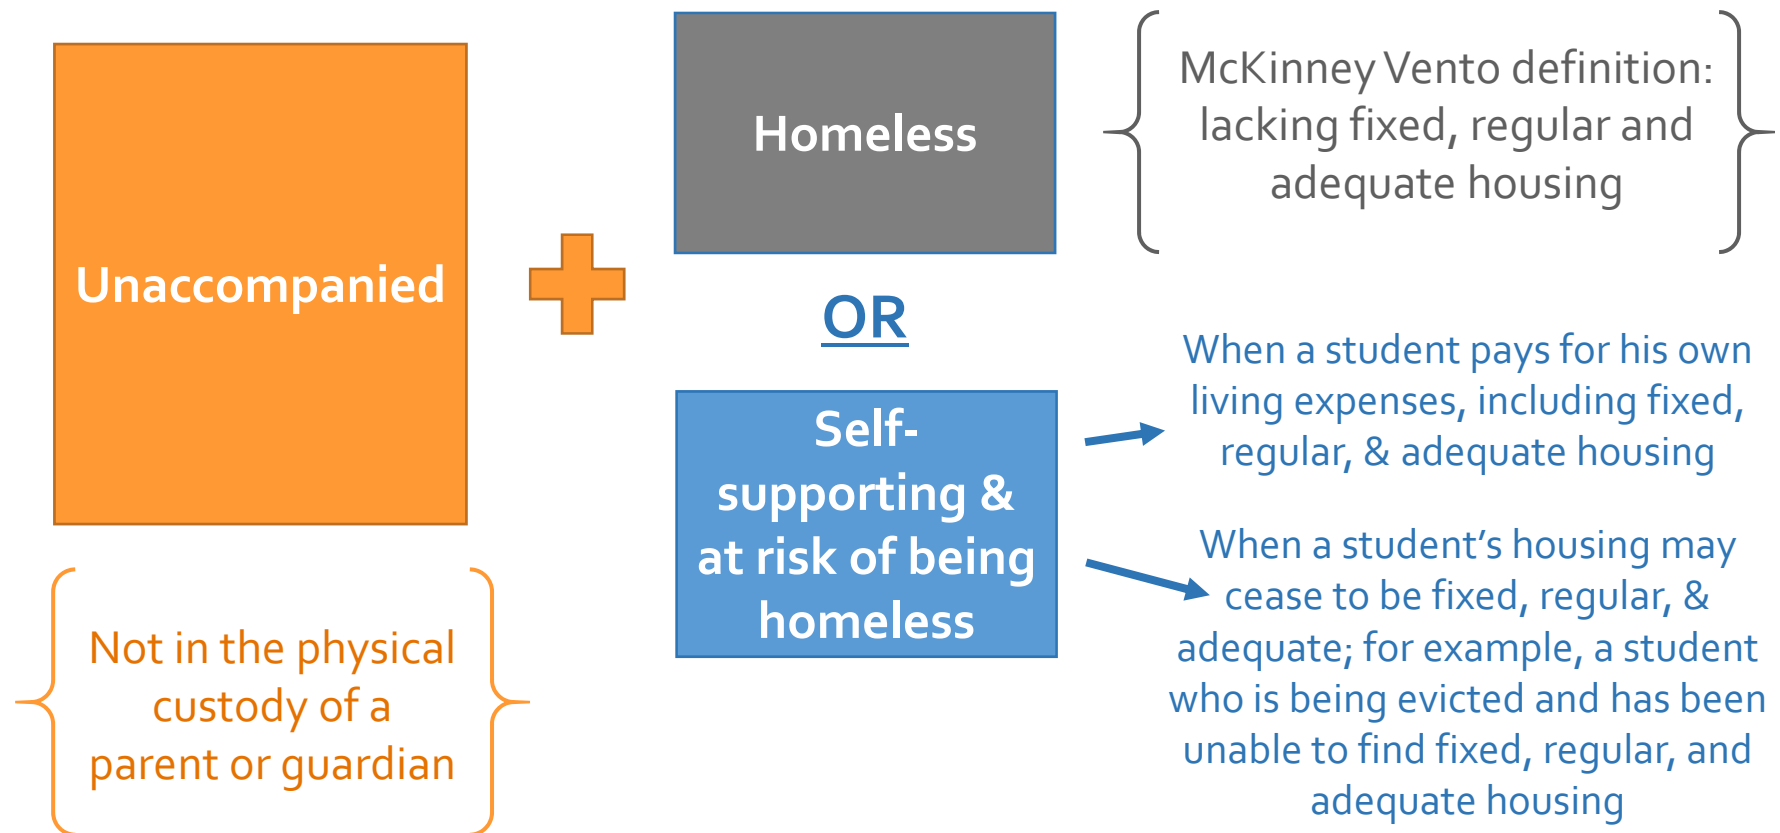 Unaccompanied
Not in the physical
custody of a
parent or guardian
Homeless
McKinney Vento definition:
lacking fixed, regular and
adequate housing
OR
Self-
supporting &
at risk of being
homeless
When a student pays for his own
living expenses, including fixed,
regular, & adequate housing
When a student’s housing may
cease to be fixed, regular, &
adequate; for example, a student
who is being evicted and has been
unable to find fixed, regular, and
adequate housing